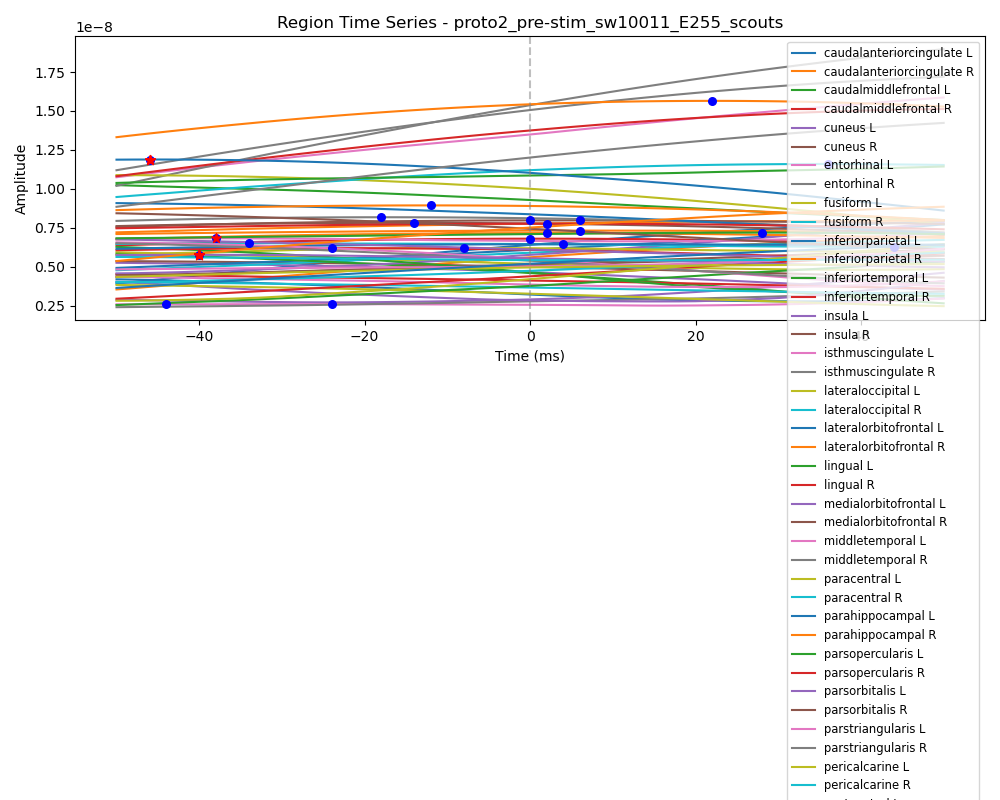 Region Time Series - proto2_pre-stim_sw10011_E255_scouts
1e−8
1.75
1.50
1.25
1.00
0.75
0.50
0.25
Amplitude
−40
−20
0
20
Time (ms)
caudalanteriorcingulate L
caudalanteriorcingulate R
caudalmiddlefrontal L
caudalmiddlefrontal R
cuneus L
cuneus R
entorhinal L
entorhinal R
fusiform L
fusiform R
inferiorparietal L
inferiorparietal R
inferiortemporal L
inferiortemporal R
insula L
insula R
isthmuscingulate L
isthmuscingulate R
lateraloccipital L
lateraloccipital R
lateralorbitofrontal L
lateralorbitofrontal R
lingual L
lingual R
medialorbitofrontal L
medialorbitofrontal R
middletemporal L
middletemporal R
paracentral L
paracentral R
parahippocampal L
parahippocampal R
parsopercularis L
parsopercularis R
parsorbitalis L
parsorbitalis R
parstriangularis L
parstriangularis R
pericalcarine L
pericalcarine R